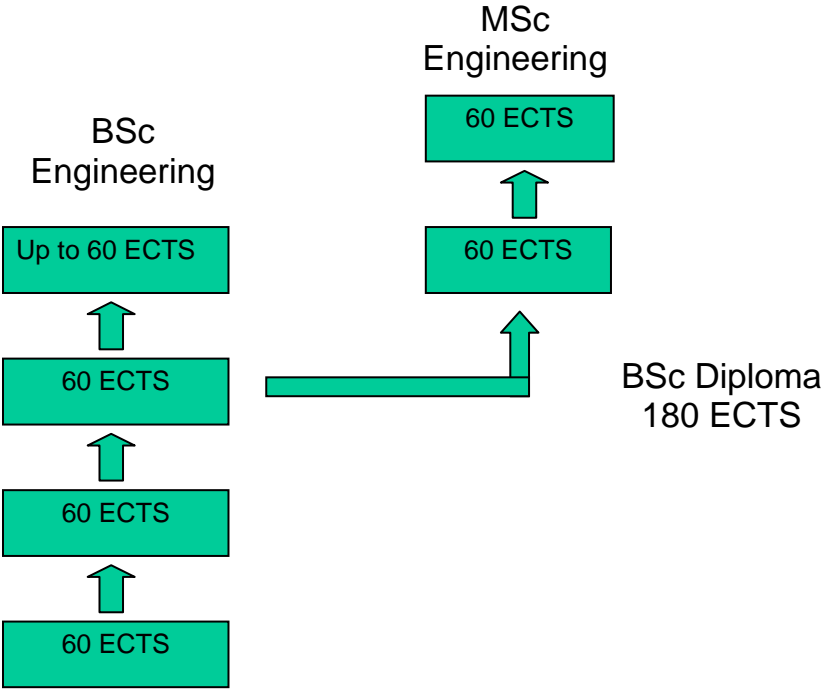 MSc
Engineering
60 ECTS
60 ECTS
BSc
Engineering
Up to 60 ECTS
60 ECTS
60 ECTS
60 ECTS
BSc Diploma
180 ECTS